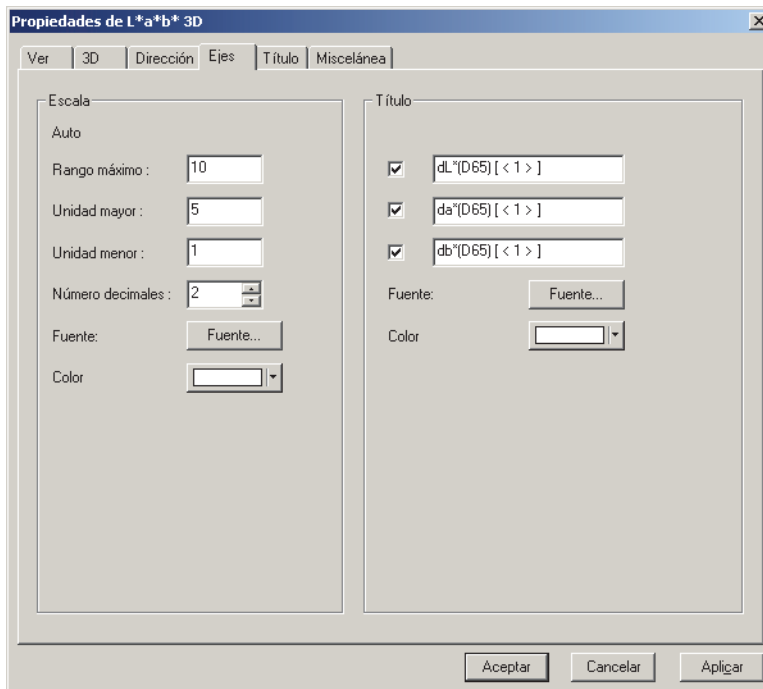 Propiedades de L*a*b* 3D
Ver 3D Dirección Ejes Título Miscelánea
Escala
Auto
Rango máximo : 10
Unidad mayor : 5
Unidad menor : 1
Número decimales : 2
Fuente: Fuente...
Color
Título
dL*(D65) [ < 1 > ]
da*(D65) [ < 1 > ]
db*(D65) [ < 1 > ]
Fuente: Fuente...
Color
Aceptar Cancelar Aplicar